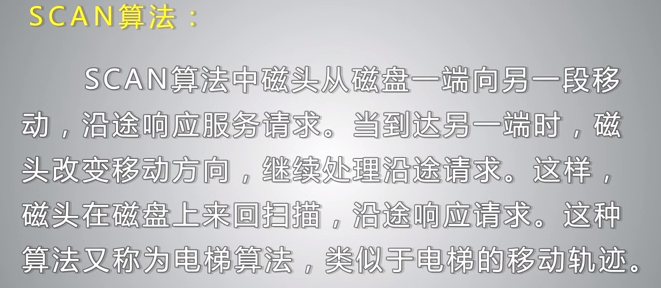 SCAN算法：
SCAN算法中磁头从磁盘一端向另一段移
动，沿途响应服务请求。当到达另一端时，磁
头改变移动方向，继续处理沿途请求。这样，
磁头在磁盘上来回扫描，沿途响应请求。这种
算法又称为电梯算法，类似于电梯的移动轨迹。